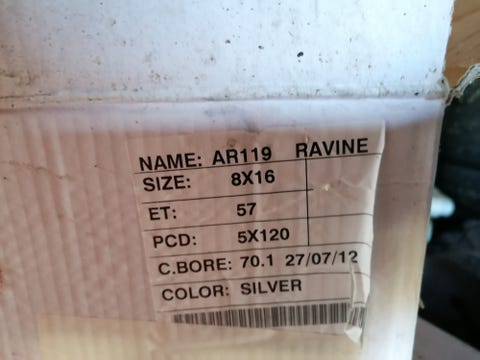 NAME: AR119 RAVINE
SIZE: 8X16
ET: 57
PCD: 5X120
C.BORE: 70.1 27/07/12
COLOR: SILVER